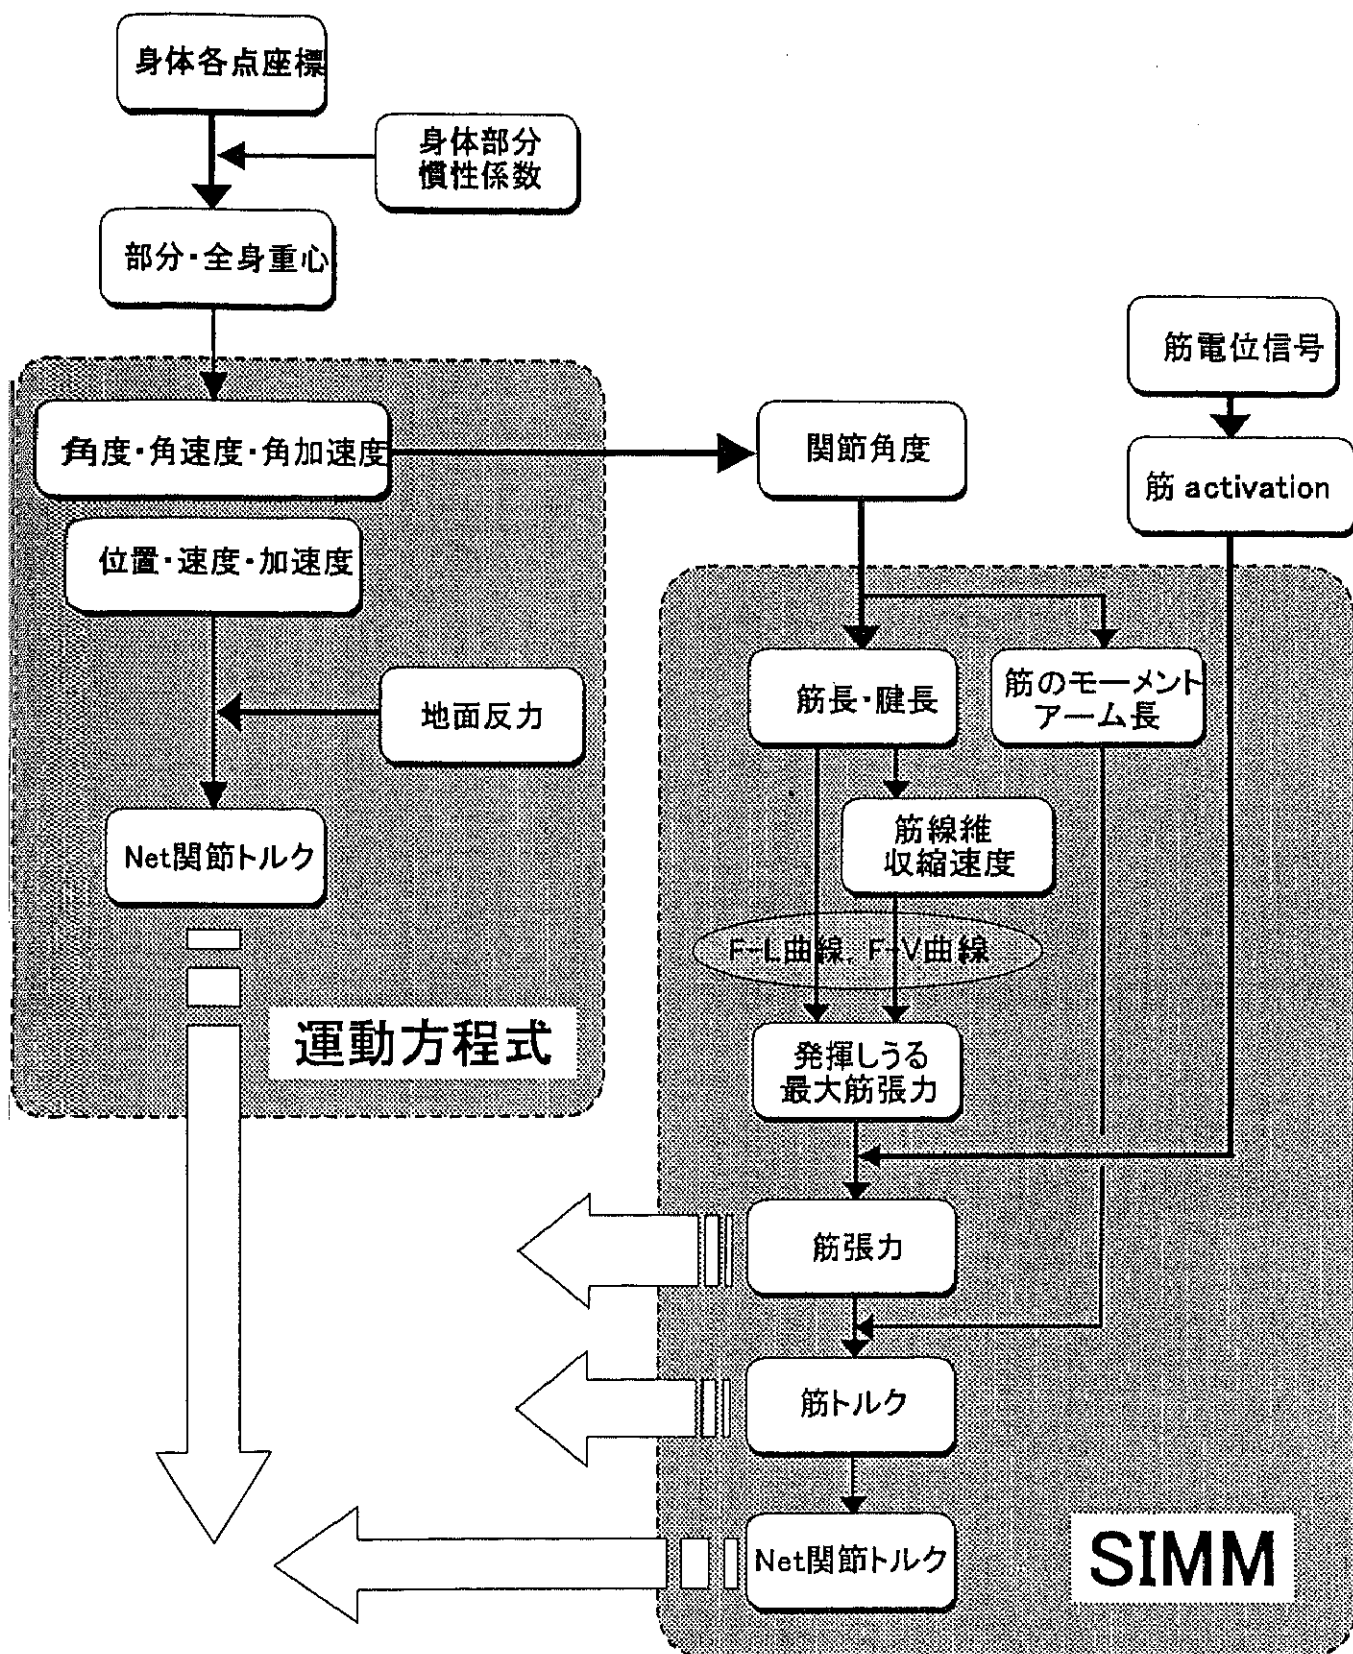 身体各点座標
身体部分
慣性係数
部分・全身重心
筋電位信号
角度・角速度・角加速度
関節角度
筋 activation
位置・速度・加速度
筋長・腱長
筋のモーメント
アーム長
地面反力
Net関節トルク
筋線維
収縮速度
F-L曲線, F-V曲線
運動方程式
発揮しうる
最大筋張力
筋張力
筋トルク
Net関節トルク
SIMM